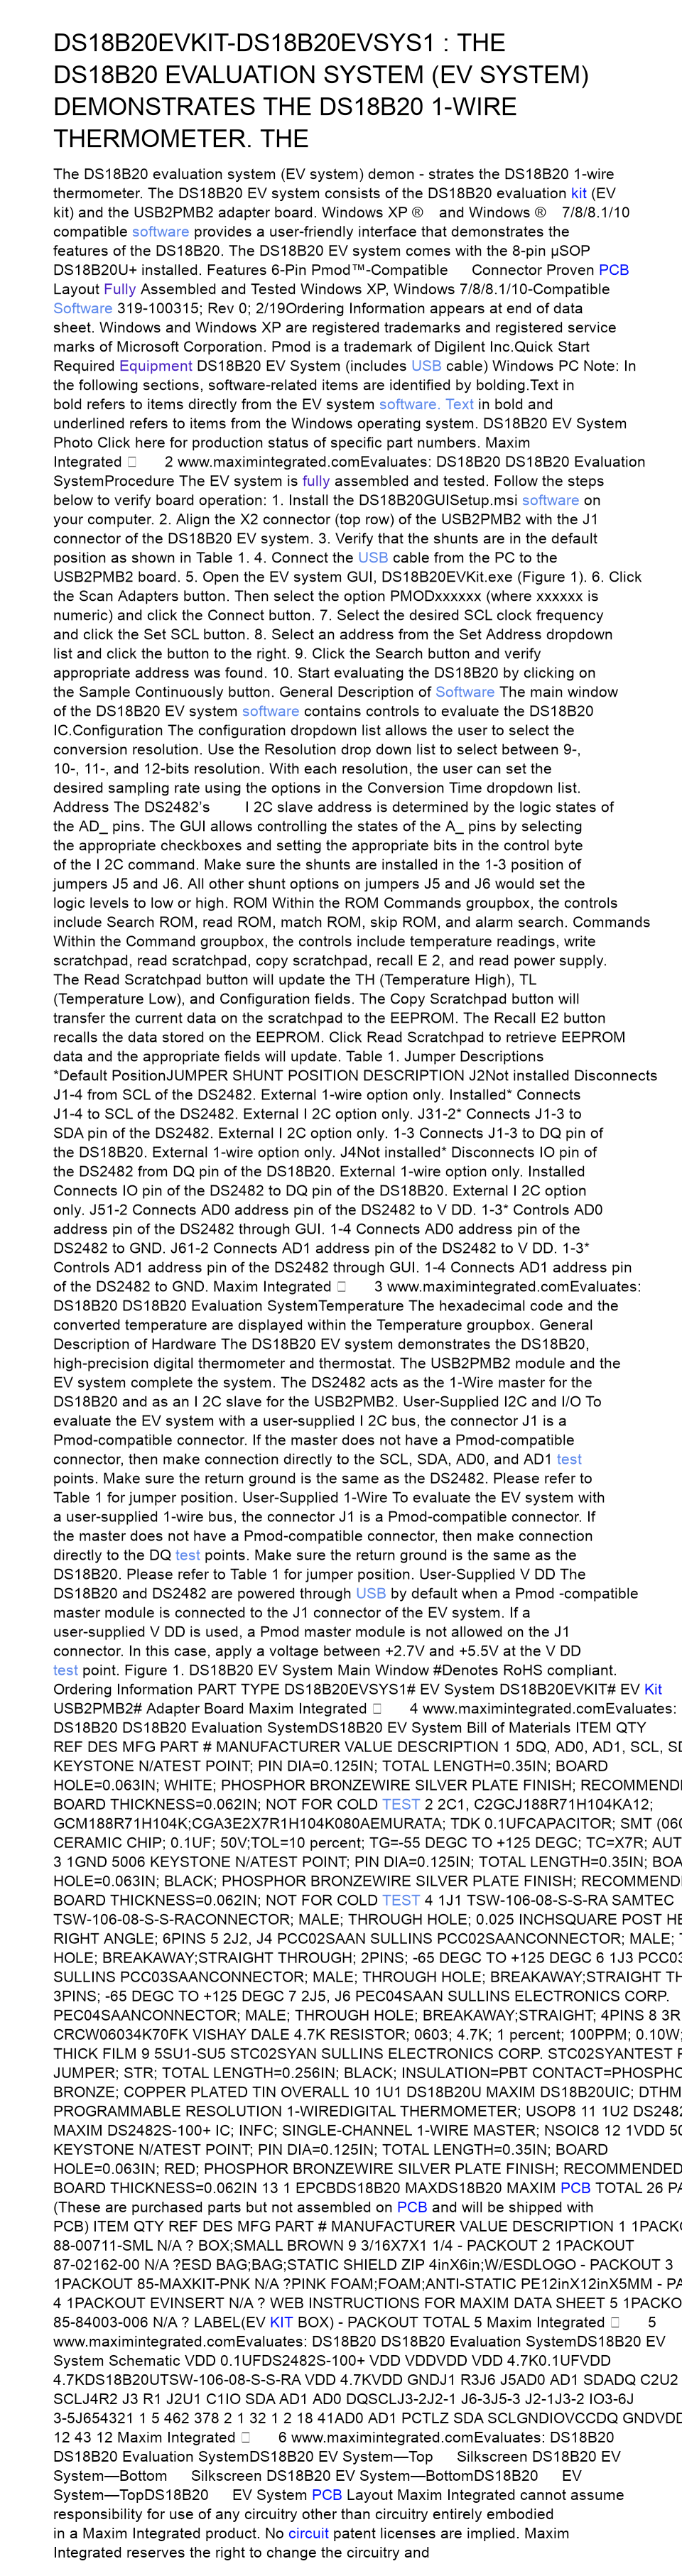 DS18B20EVKIT-DS18B20EVSYS1 : THE
DS18B20 EVALUATION SYSTEM (EV SYSTEM)
DEMONSTRATES THE DS18B20 1-WIRE
THERMOMETER. THE
The DS18B20 evaluation system (EV system) demon - strates the DS18B20 1-wire
thermometer. The DS18B20 EV system consists of the DS18B20 evaluation kit (EV
kit) and the USB2PMB2 adapter board. Windows XP ® and Windows ® 7/8/8.1/10
compatible software provides a user-friendly interface that demonstrates the
features of the DS18B20. The DS18B20 EV system comes with the 8-pin µSOP
DS18B20U+ installed. Features 6-Pin Pmod™-Compatible Connector Proven PCB
Layout Fully Assembled and Tested Windows XP, Windows 7/8/8.1/10-Compatible
Software 319-100315; Rev 0; 2/19Ordering Information appears at end of data
sheet. Windows and Windows XP are registered trademarks and registered service
marks of Microsoft Corporation. Pmod is a trademark of Digilent Inc.Quick Start
Required Equipment DS18B20 EV System (includes USB cable) Windows PC Note: In
the following sections, software-related items are identified by bolding.Text in
bold refers to items directly from the EV system software. Text in bold and
underlined refers to items from the Windows operating system. DS18B20 EV System
Photo Click here for production status of specific part numbers. Maxim
Integrated 2 www.maximintegrated.comEvaluates: DS18B20 DS18B20 Evaluation
SystemProcedure The EV system is fully assembled and tested. Follow the steps
below to verify board operation: 1. Install the DS18B20GUISetup.msi software on
your computer. 2. Align the X2 connector (top row) of the USB2PMB2 with the J1
connector of the DS18B20 EV system. 3. Verify that the shunts are in the default
position as shown in Table 1. 4. Connect the USB cable from the PC to the
USB2PMB2 board. 5. Open the EV system GUI, DS18B20EVKit.exe (Figure 1). 6. Click
the Scan Adapters button. Then select the option PMODxxxxxx (where xxxxxx is
numeric) and click the Connect button. 7. Select the desired SCL clock frequency
and click the Set SCL button. 8. Select an address from the Set Address dropdown
list and click the button to the right. 9. Click the Search button and verify
appropriate address was found. 10. Start evaluating the DS18B20 by clicking on
the Sample Continuously button. General Description of Software The main window
of the DS18B20 EV system software contains controls to evaluate the DS18B20
IC.Configuration The configuration dropdown list allows the user to select the
conversion resolution. Use the Resolution drop down list to select between 9-,
10-, 11-, and 12-bits resolution. With each resolution, the user can set the
desired sampling rate using the options in the Conversion Time dropdown list.
Address The DS2482’s I 2C slave address is determined by the logic states of
the AD_ pins. The GUI allows controlling the states of the A_ pins by selecting
the appropriate checkboxes and setting the appropriate bits in the control byte
of the I 2C command. Make sure the shunts are installed in the 1-3 position of
jumpers J5 and J6. All other shunt options on jumpers J5 and J6 would set the
logic levels to low or high. ROM Within the ROM Commands groupbox, the controls
include Search ROM, read ROM, match ROM, skip ROM, and alarm search. Commands
Within the Command groupbox, the controls include temperature readings, write
scratchpad, read scratchpad, copy scratchpad, recall E 2, and read power supply.
The Read Scratchpad button will update the TH (Temperature High), TL
(Temperature Low), and Configuration fields. The Copy Scratchpad button will
transfer the current data on the scratchpad to the EEPROM. The Recall E2 button
recalls the data stored on the EEPROM. Click Read Scratchpad to retrieve EEPROM
data and the appropriate fields will update. Table 1. Jumper Descriptions
*Default PositionJUMPER SHUNT POSITION DESCRIPTION J2Not installed Disconnects
J1-4 from SCL of the DS2482. External 1-wire option only. Installed* Connects
J1-4 to SCL of the DS2482. External I 2C option only. J31-2* Connects J1-3 to
SDA pin of the DS2482. External I 2C option only. 1-3 Connects J1-3 to DQ pin of
the DS18B20. External 1-wire option only. J4Not installed* Disconnects IO pin of
the DS2482 from DQ pin of the DS18B20. External 1-wire option only. Installed
Connects IO pin of the DS2482 to DQ pin of the DS18B20. External I 2C option
only. J51-2 Connects AD0 address pin of the DS2482 to V DD. 1-3* Controls AD0
address pin of the DS2482 through GUI. 1-4 Connects AD0 address pin of the
DS2482 to GND. J61-2 Connects AD1 address pin of the DS2482 to V DD. 1-3*
Controls AD1 address pin of the DS2482 through GUI. 1-4 Connects AD1 address pin
of the DS2482 to GND. Maxim Integrated 3 www.maximintegrated.comEvaluates:
DS18B20 DS18B20 Evaluation SystemTemperature The hexadecimal code and the
converted temperature are displayed within the Temperature groupbox. General
Description of Hardware The DS18B20 EV system demonstrates the DS18B20,
high-precision digital thermometer and thermostat. The USB2PMB2 module and the
EV system complete the system. The DS2482 acts as the 1-Wire master for the
DS18B20 and as an I 2C slave for the USB2PMB2. User-Supplied I2C and I/O To
evaluate the EV system with a user-supplied I 2C bus, the connector J1 is a
Pmod-compatible connector. If the master does not have a Pmod-compatible
connector, then make connection directly to the SCL, SDA, AD0, and AD1 test
points. Make sure the return ground is the same as the DS2482. Please refer to
Table 1 for jumper position. User-Supplied 1-Wire To evaluate the EV system with
a user-supplied 1-wire bus, the connector J1 is a Pmod-compatible connector. If
the master does not have a Pmod-compatible connector, then make connection
directly to the DQ test points. Make sure the return ground is the same as the
DS18B20. Please refer to Table 1 for jumper position. User-Supplied V DD The
DS18B20 and DS2482 are powered through USB by default when a Pmod -compatible
master module is connected to the J1 connector of the EV system. If a
user-supplied V DD is used, a Pmod master module is not allowed on the J1
connector. In this case, apply a voltage between +2.7V and +5.5V at the V DD
test point. Figure 1. DS18B20 EV System Main Window #Denotes RoHS compliant.
Ordering Information PART TYPE DS18B20EVSYS1# EV System DS18B20EVKIT# EV Kit
USB2PMB2# Adapter Board Maxim Integrated 4 www.maximintegrated.comEvaluates:
DS18B20 DS18B20 Evaluation SystemDS18B20 EV System Bill of Materials ITEM QTY
REF DES MFG PART # MANUFACTURER VALUE DESCRIPTION 1 5DQ, AD0, AD1, SCL,
KEYSTONE N/ATEST POINT; PIN DIA=0.125IN; TOTAL LENGTH=0.35IN; BOARD
HOLE=0.063IN; WHITE; PHOSPHOR BRONZEWIRE SILVER PLATE FINISH;
BOARD THICKNESS=0.062IN; NOT FOR COLD TEST 2 2C1, C2GCJ188R71H104KA12;
GCM188R71H104K;CGA3E2X7R1H104K080AEMURATA; TDK 0.1UFCAPACITOR; SMT
CERAMIC CHIP; 0.1UF; 50V;TOL=10 percent; TG=-55 DEGC TO +125 DEGC; TC=X7R;
3 1GND 5006 KEYSTONE N/ATEST POINT; PIN DIA=0.125IN; TOTAL LENGTH=0.35IN;
HOLE=0.063IN; BLACK; PHOSPHOR BRONZEWIRE SILVER PLATE FINISH;
BOARD THICKNESS=0.062IN; NOT FOR COLD TEST 4 1J1 TSW-106-08-S-S-RA SAMTEC
TSW-106-08-S-S-RACONNECTOR; MALE; THROUGH HOLE; 0.025 INCHSQUARE POST
RIGHT ANGLE; 6PINS 5 2J2, J4 PCC02SAAN SULLINS PCC02SAANCONNECTOR; MALE;
HOLE; BREAKAWAY;STRAIGHT THROUGH; 2PINS; -65 DEGC TO +125 DEGC 6 1J3
SULLINS PCC03SAANCONNECTOR; MALE; THROUGH HOLE; BREAKAWAY;STRAIGHT
3PINS; -65 DEGC TO +125 DEGC 7 2J5, J6 PEC04SAAN SULLINS ELECTRONICS CORP.
PEC04SAANCONNECTOR; MALE; THROUGH HOLE; BREAKAWAY;STRAIGHT; 4PINS 8
CRCW06034K70FK VISHAY DALE 4.7K RESISTOR; 0603; 4.7K; 1 percent; 100PPM; 0.10W;
THICK FILM 9 5SU1-SU5 STC02SYAN SULLINS ELECTRONICS CORP. STC02SYANTEST
JUMPER; STR; TOTAL LENGTH=0.256IN; BLACK; INSULATION=PBT CONTACT=
BRONZE; COPPER PLATED TIN OVERALL 10 1U1 DS18B20U MAXIM DS18B20UIC;
PROGRAMMABLE RESOLUTION 1-WIREDIGITAL THERMOMETER; USOP8 11 1U2
MAXIM DS2482S-100+ IC; INFC; SINGLE-CHANNEL 1-WIRE MASTER; NSOIC8 12 1VDD
KEYSTONE N/ATEST POINT; PIN DIA=0.125IN; TOTAL LENGTH=0.35IN; BOARD
HOLE=0.063IN; RED; PHOSPHOR BRONZEWIRE SILVER PLATE FINISH; RECOMMENDED
BOARD THICKNESS=0.062IN 13 1 EPCBDS18B20 MAXDS18B20 MAXIM PCB TOTAL 26
(These are purchased parts but not assembled on PCB and will be shipped with
PCB) ITEM QTY REF DES MFG PART # MANUFACTURER VALUE DESCRIPTION 1
88-00711-SML N/A ? BOX;SMALL BROWN 9 3/16X7X1 1/4 - PACKOUT 2 1PACKOUT
87-02162-00 N/A ?ESD BAG;BAG;STATIC SHIELD ZIP 4inX6in;W/ESDLOGO - PACKOUT 3
1PACKOUT 85-MAXKIT-PNK N/A ?PINK FOAM;FOAM;ANTI-STATIC PE12inX12inX5MM -
4 1PACKOUT EVINSERT N/A ? WEB INSTRUCTIONS FOR MAXIM DATA SHEET 5
85-84003-006 N/A ? LABEL(EV KIT BOX) - PACKOUT TOTAL 5 Maxim Integrated 5
www.maximintegrated.comEvaluates: DS18B20 DS18B20 Evaluation SystemDS18B20 EV
System Schematic VDD 0.1UFDS2482S-100+ VDD VDDVDD VDD 4.7K0.1UFVDD
4.7KDS18B20UTSW-106-08-S-S-RA VDD 4.7KVDD GNDJ1 R3J6 J5AD0 AD1 SDADQ C2U2
SCLJ4R2 J3 R1 J2U1 C1IO SDA AD1 AD0 DQSCLJ3-2J2-1 J6-3J5-3 J2-1J3-2 IO3-6J
3-5J654321 1 5 462 378 2 1 32 1 2 18 41AD0 AD1 PCTLZ SDA SCLGNDIOVCCDQ
12 43 12 Maxim Integrated 6 www.maximintegrated.comEvaluates: DS18B20
DS18B20 Evaluation SystemDS18B20 EV System—Top Silkscreen DS18B20 EV
System—Bottom Silkscreen DS18B20 EV System—BottomDS18B20 EV
System—TopDS18B20 EV System PCB Layout Maxim Integrated cannot assume
responsibility for use of any circuitry other than circuitry entirely embodied
in a Maxim Integrated product. No circuit patent licenses are implied. Maxim
Integrated reserves the right to change the circuitry and